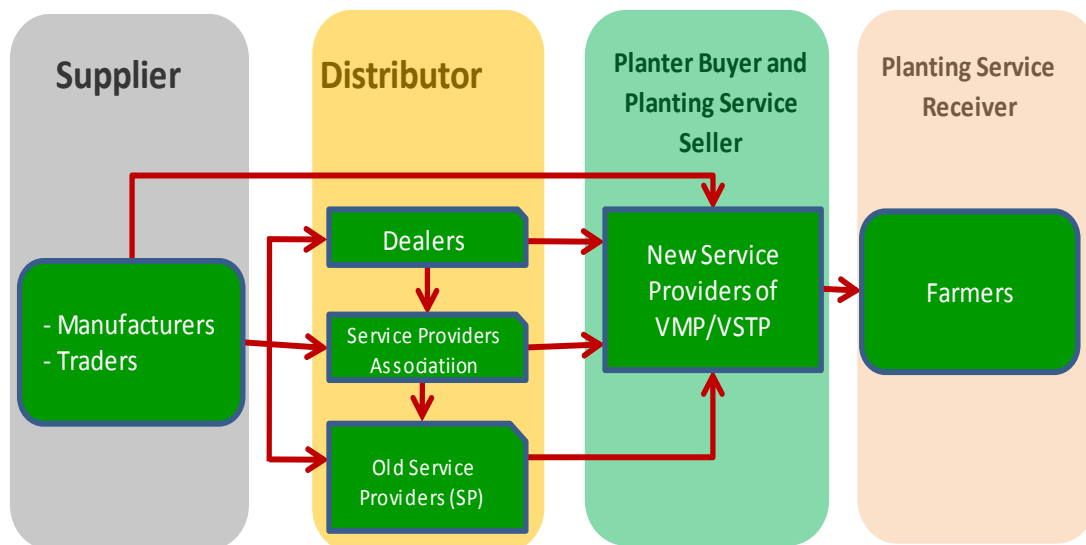 Supplier
Distributor
Planter Buyer and
Planting Service
Seller
Planting Service
Receiver
- Manufacturers
- Traders
Dealers
Service Providers
Associatiion
Old Service
Providers (SP)
New Service
Providers of
VMP/VSTP
Farmers